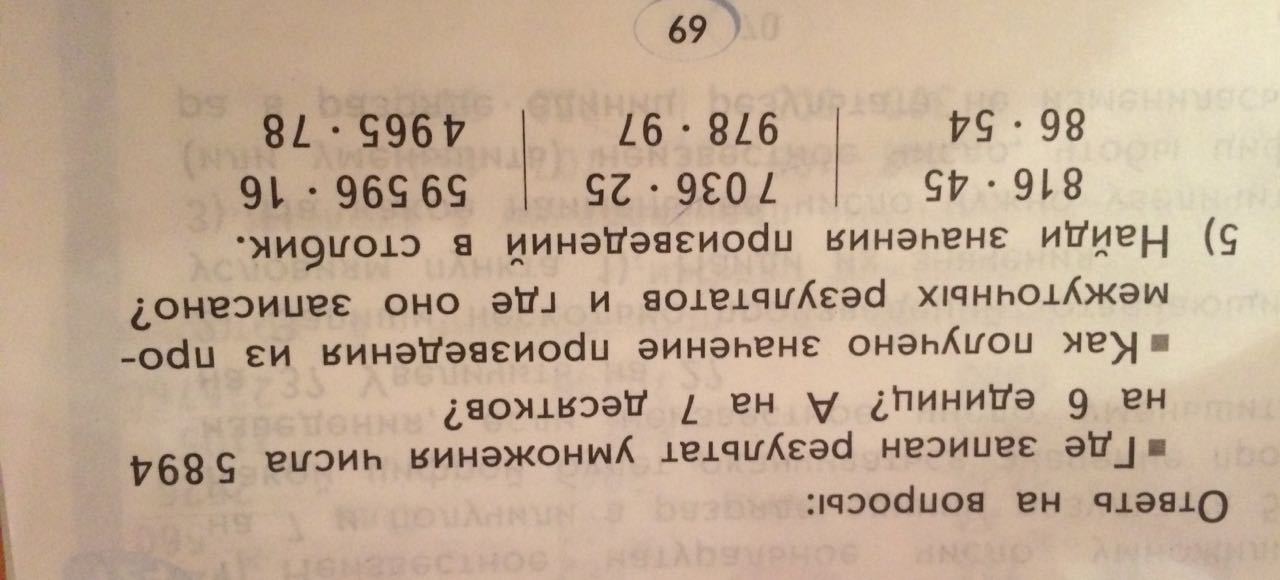 Ответь на вопросы:
▪ Где записан результат умножения числа 5 894
на 6 единиц? А на 7 десятков?
▪ Как получено значение произведения из про-
межуточных результатов и где оно записано?
5) Найди значения произведений в столбик.
816 · 45 | 7 036 · 25 | 59 596 · 16
86 · 54 | 978 · 97 | 4 965 · 78
69